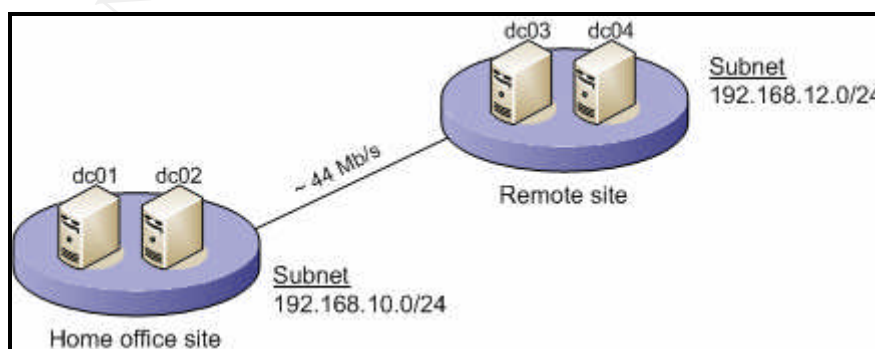 dc03 dc04
Subnet
192.168.12.0/24
~ 44 Mb/s
Remote site
dc01 dc02
Subnet
192.168.10.0/24
Home office site